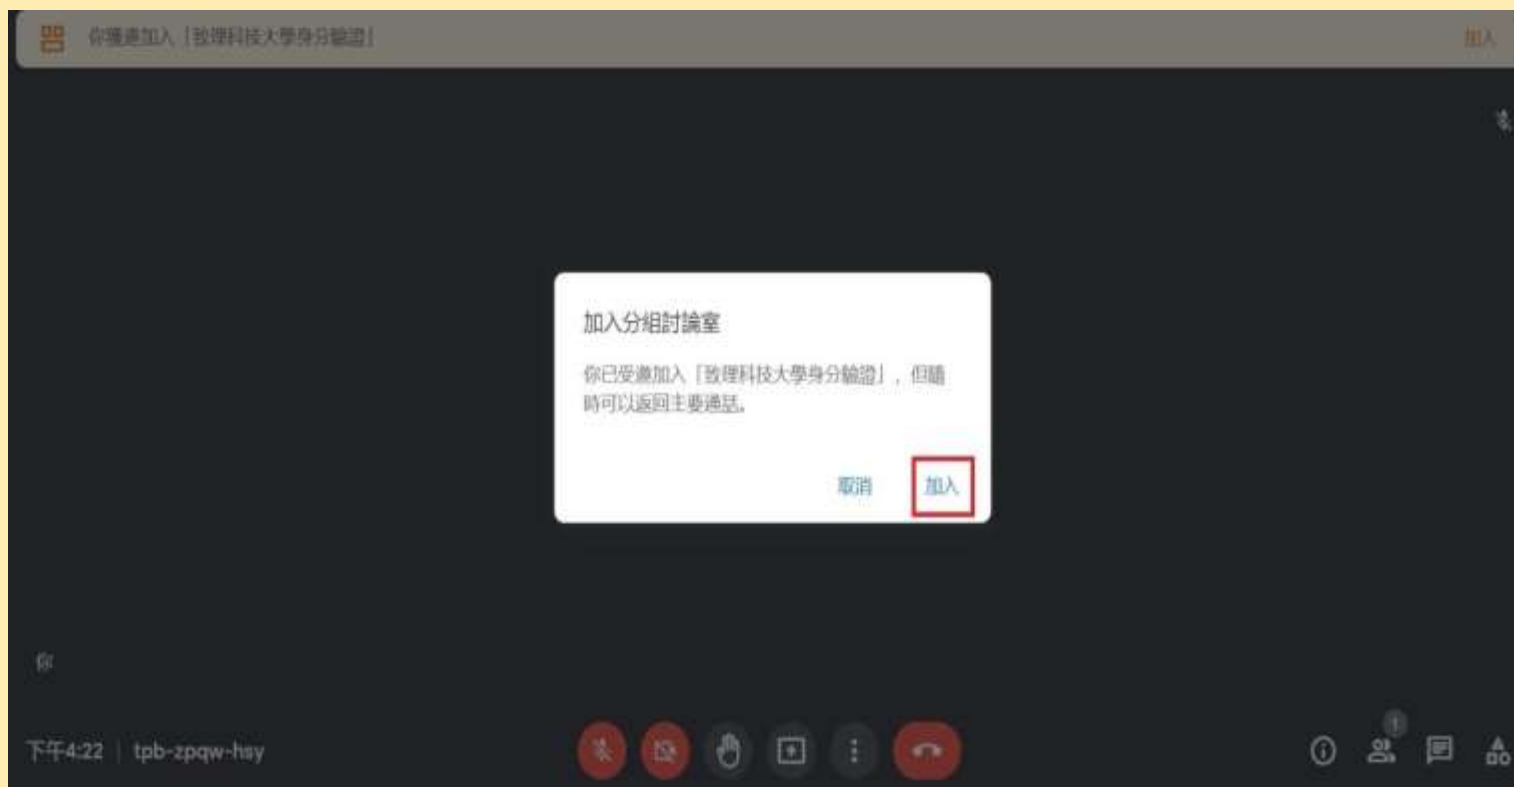 你獲邀加入「致理科技大學身分驗證」
加入
加入分組討論室
你已受邀加入「致理科技大學身分驗證」，但隨
時可以返回主要通話。
取消
加入
你
下午4:22 | tpb-zpqw-hsy
1